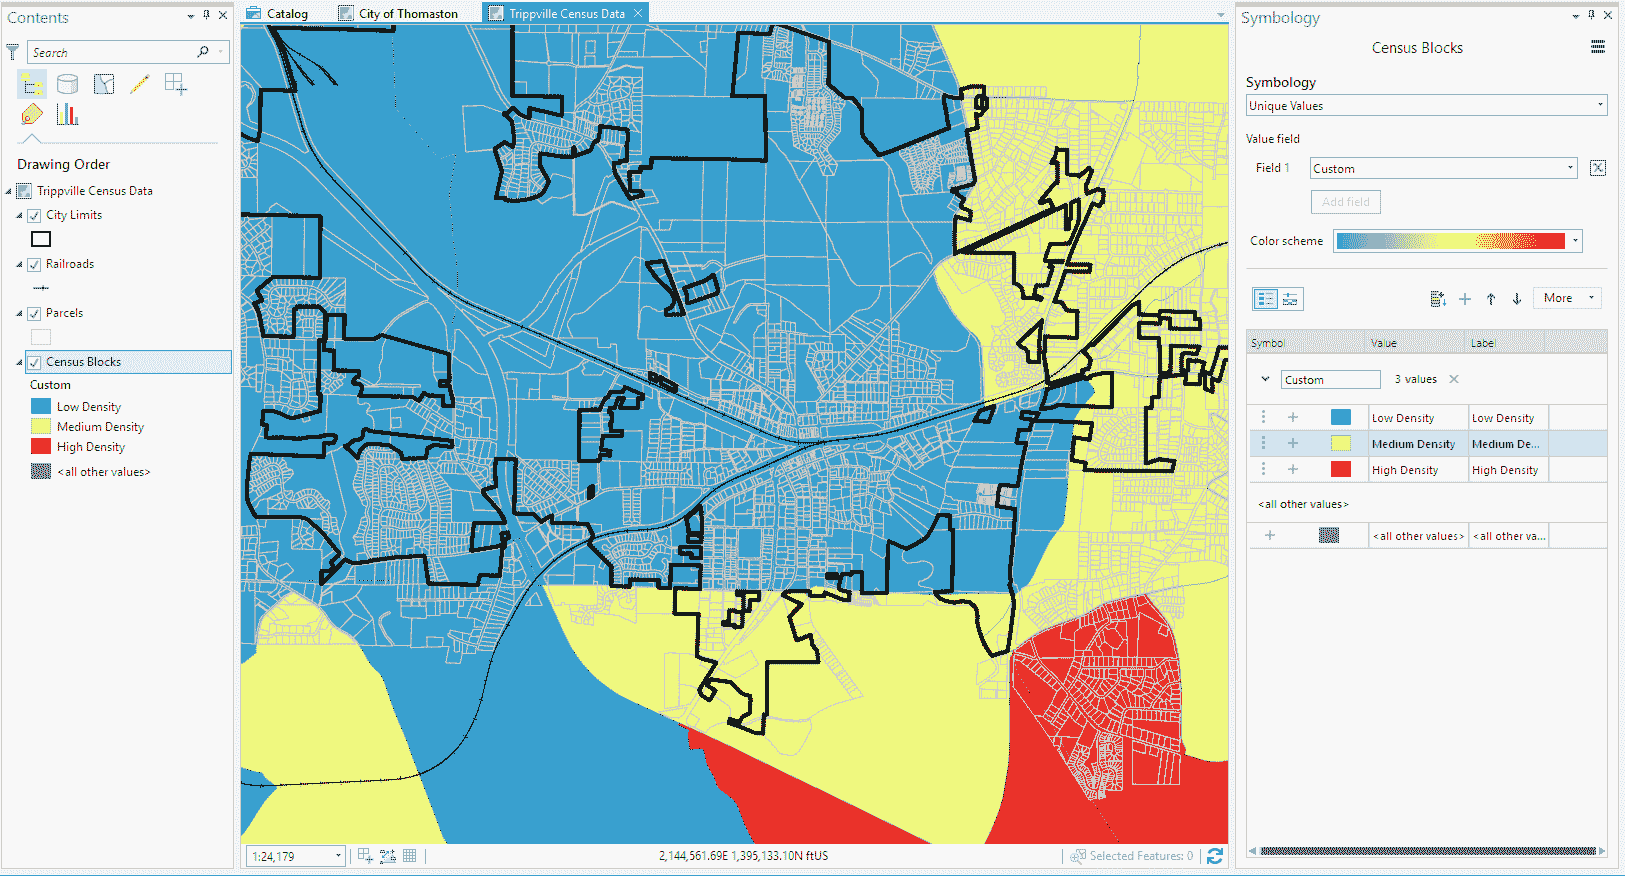 Contents
Search
Drawing Order
Trippville Census Data
City Limits
Railroads
Parcels
Census Blocks
Custom
Low Density
Medium Density
High Density
<all other values>
Catalog
City of Thomaston
Trippville Census Data
1:24,179
2,144,561.69E 1,395,133.10N ftUS
Selected Features: 0
Symbology
Census Blocks
Symbology
Unique Values
Value field
Field 1 Custom
Add field
Color scheme
More
Symbol Value Label
Custom 3 values
Low Density Low Density
Medium Density Medium De...
High Density High Density
<all other values>
<all other values> <all other va...